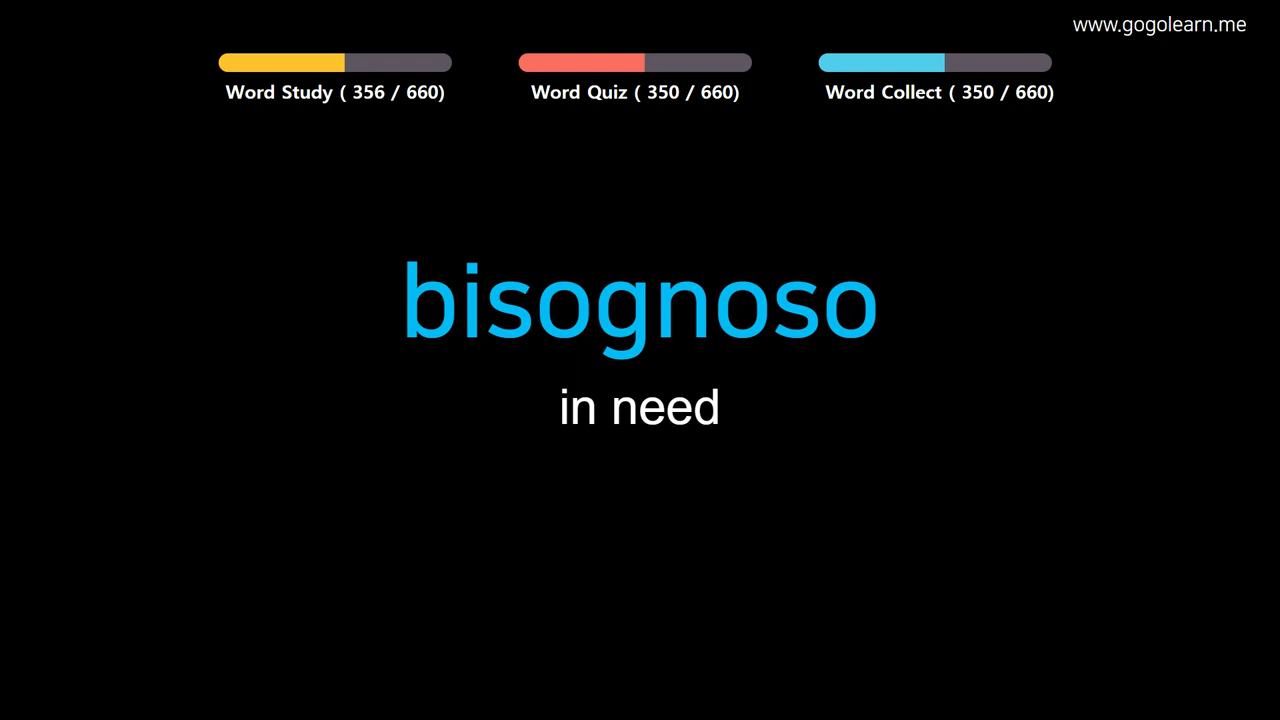 www.gogolearn.me
Word Study ( 356 / 660)
Word Quiz ( 350 / 660)
Word Collect ( 350 / 660)
bisognoso
in need